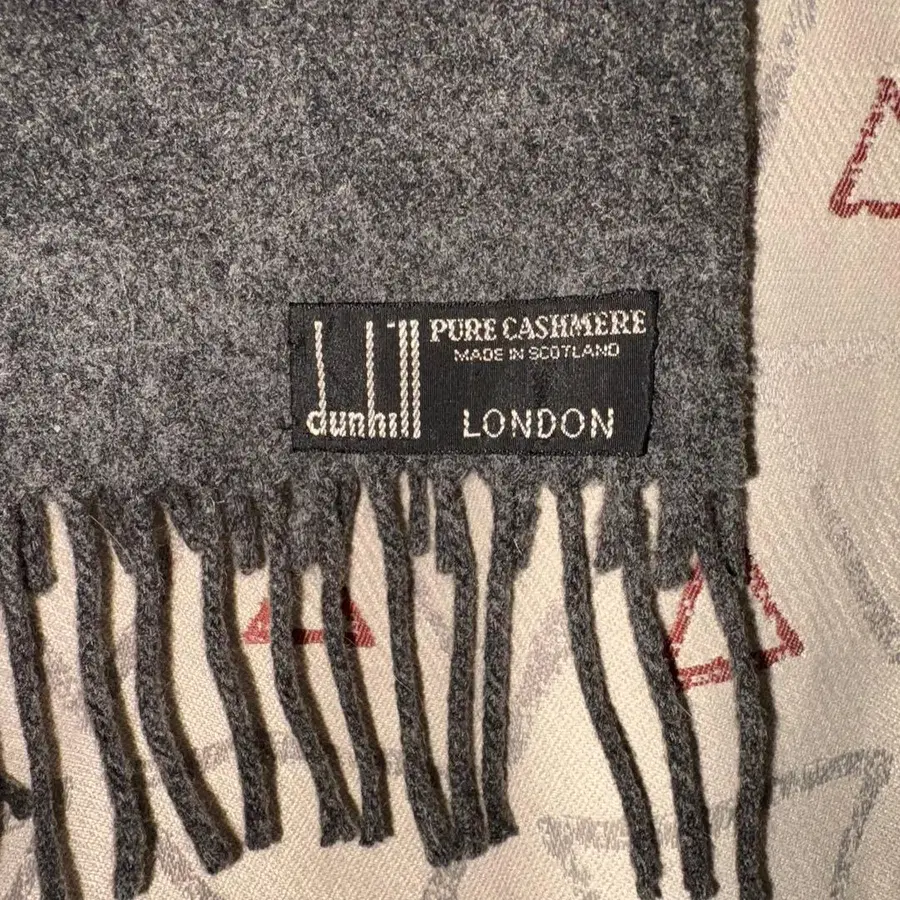 dunhill
PURE CASHMERE
MADE IN SCOTLAND
LONDON